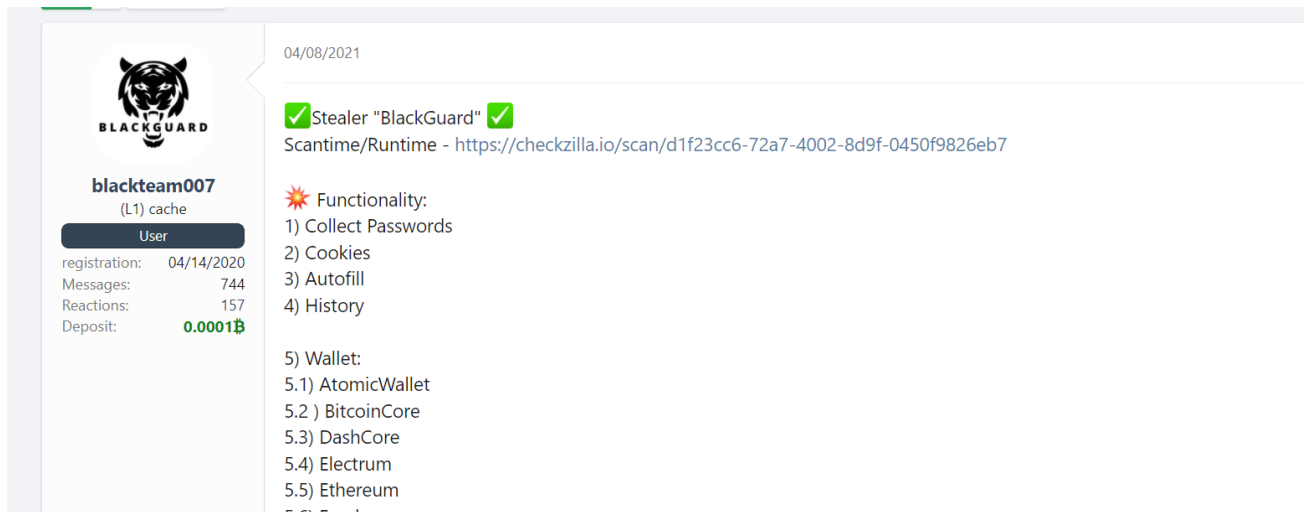 04/08/2021
BLACKGUARD
blackteam007
(L1) cache
User
registration: 04/14/2020
Messages: 744
Reactions: 157
Deposit: 0.0001₿
✅Stealer "BlackGuard" ✅
Scantime/Runtime - https://checkzilla.io/scan/d1f23cc6-72a7-4002-8d9f-0450f9826eb7
💥 Functionality:
1) Collect Passwords
2) Cookies
3) Autofill
4) History
5) Wallet:
5.1) AtomicWallet
5.2 ) BitcoinCore
5.3) DashCore
5.4) Electrum
5.5) Ethereum